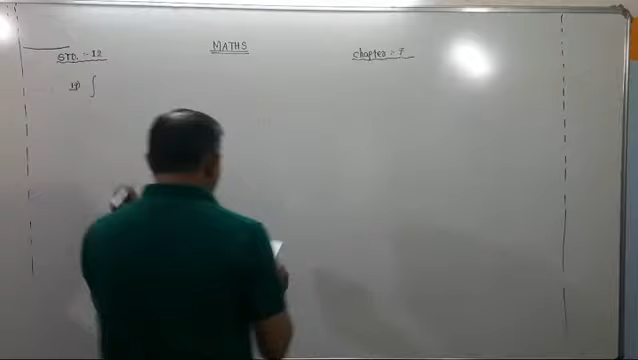 STD. :- 12 MATHS chapter :- 7
∫